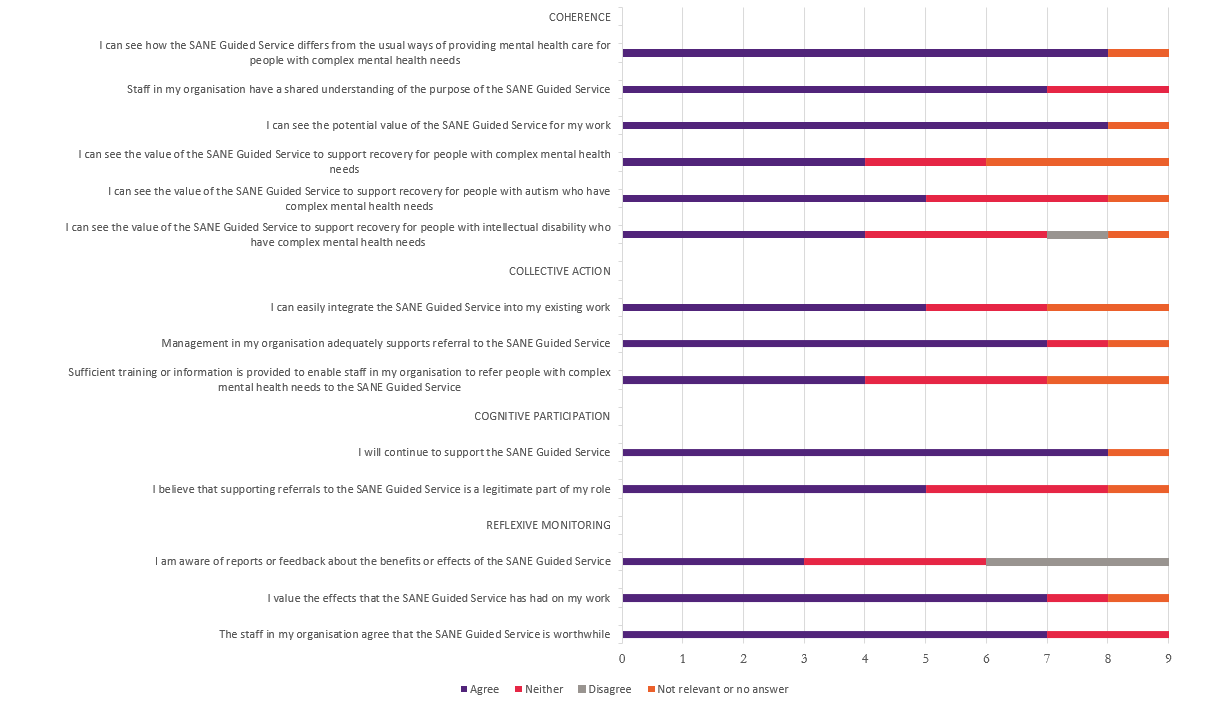 COHERENCE
I can see how the SANE Guided Service differs from the usual ways of providing mental health care for
people with complex mental health needs
Staff in my organisation have a shared understanding of the purpose of the SANE Guided Service
I can see the potential value of the SANE Guided Service for my work
I can see the value of the SANE Guided Service to support recovery for people with complex mental health
needs
I can see the value of the SANE Guided Service to support recovery for people with autism who have
complex mental health needs
I can see the value of the SANE Guided Service to support recovery for people with intellectual disability who
have complex mental health needs
COLLECTIVE ACTION
I can easily integrate the SANE Guided Service into my existing work
Management in my organisation adequately supports referral to the SANE Guided Service
Sufficient training or information is provided to enable staff in my organisation to refer people with complex
mental health needs to the SANE Guided Service
COGNITIVE PARTICIPATION
I will continue to support the SANE Guided Service
I believe that supporting referrals to the SANE Guided Service is a legitimate part of my role
REFLEXIVE MONITORING
I am aware of reports or feedback about the benefits or effects of the SANE Guided Service
I value the effects that the SANE Guided Service has had on my work
The staff in my organisation agree that the SANE Guided Service is worthwhile
0 1 2 3 4 5 6 7 8 9
Agree Neither Disagree Not relevant or no answer